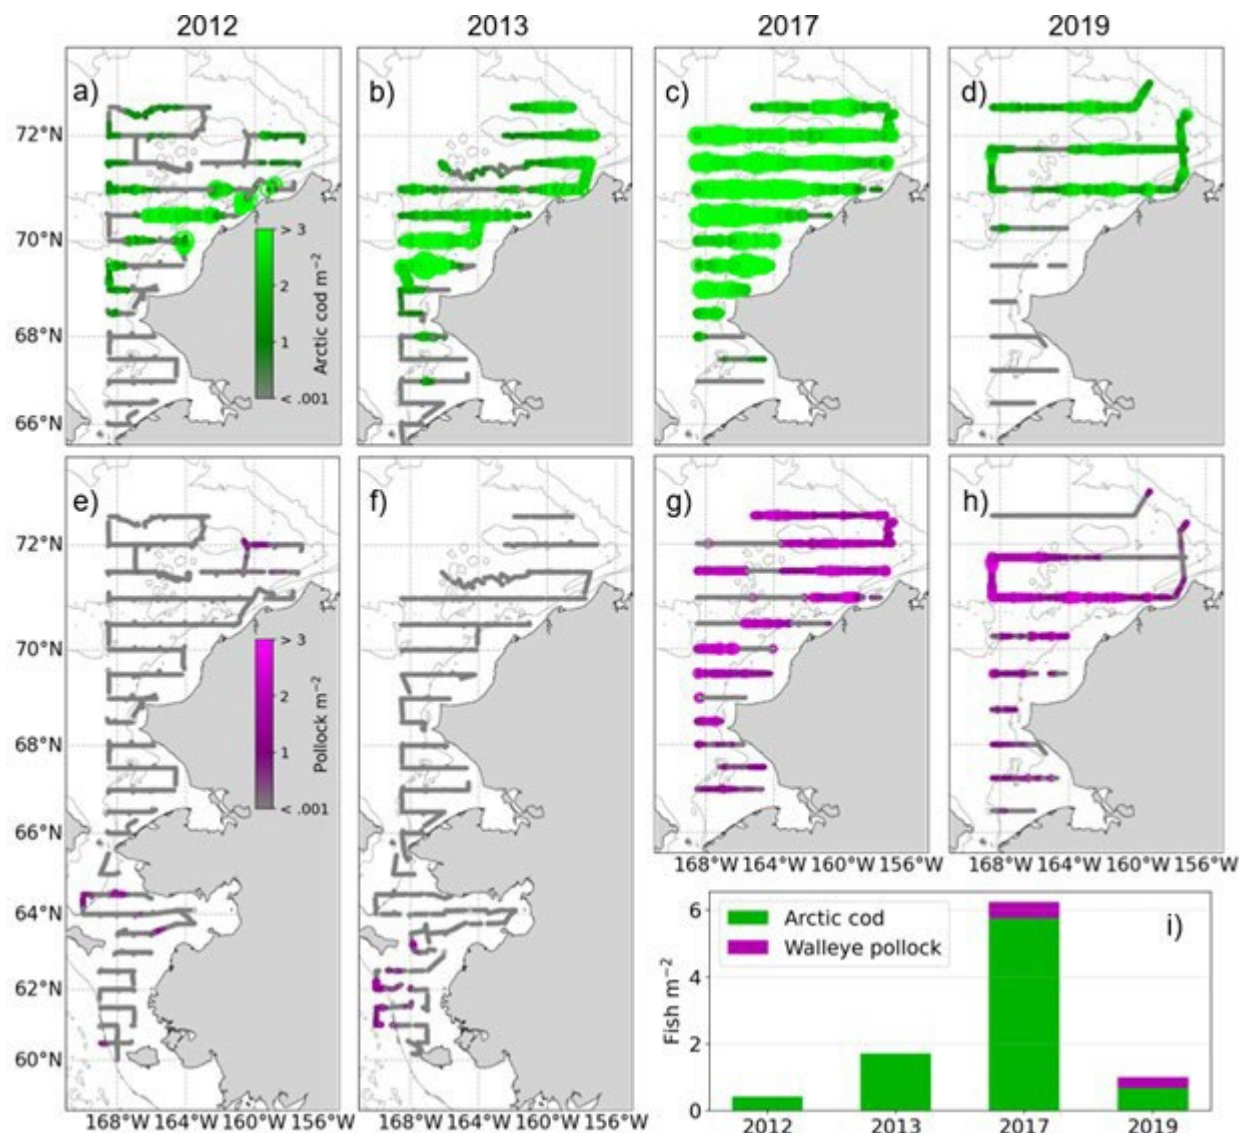 2012 2013 2017 2019
a) b) c) d)
72°N
70°N
68°N
66°N
> 3
2
1
< .001
Arctic cod m⁻²
e) f) g) h)
72°N
70°N
68°N
66°N
64°N
62°N
60°N
> 3
2
1
< .001
Pollock m⁻²
168°W 164°W 160°W 156°W 168°W 164°W 160°W 156°W
168°W 164°W 160°W 156°W 168°W 164°W 160°W 156°W
i)
Arctic cod
Walleye pollock
Fish m⁻²
6
4
2
0
2012 2013 2017 2019